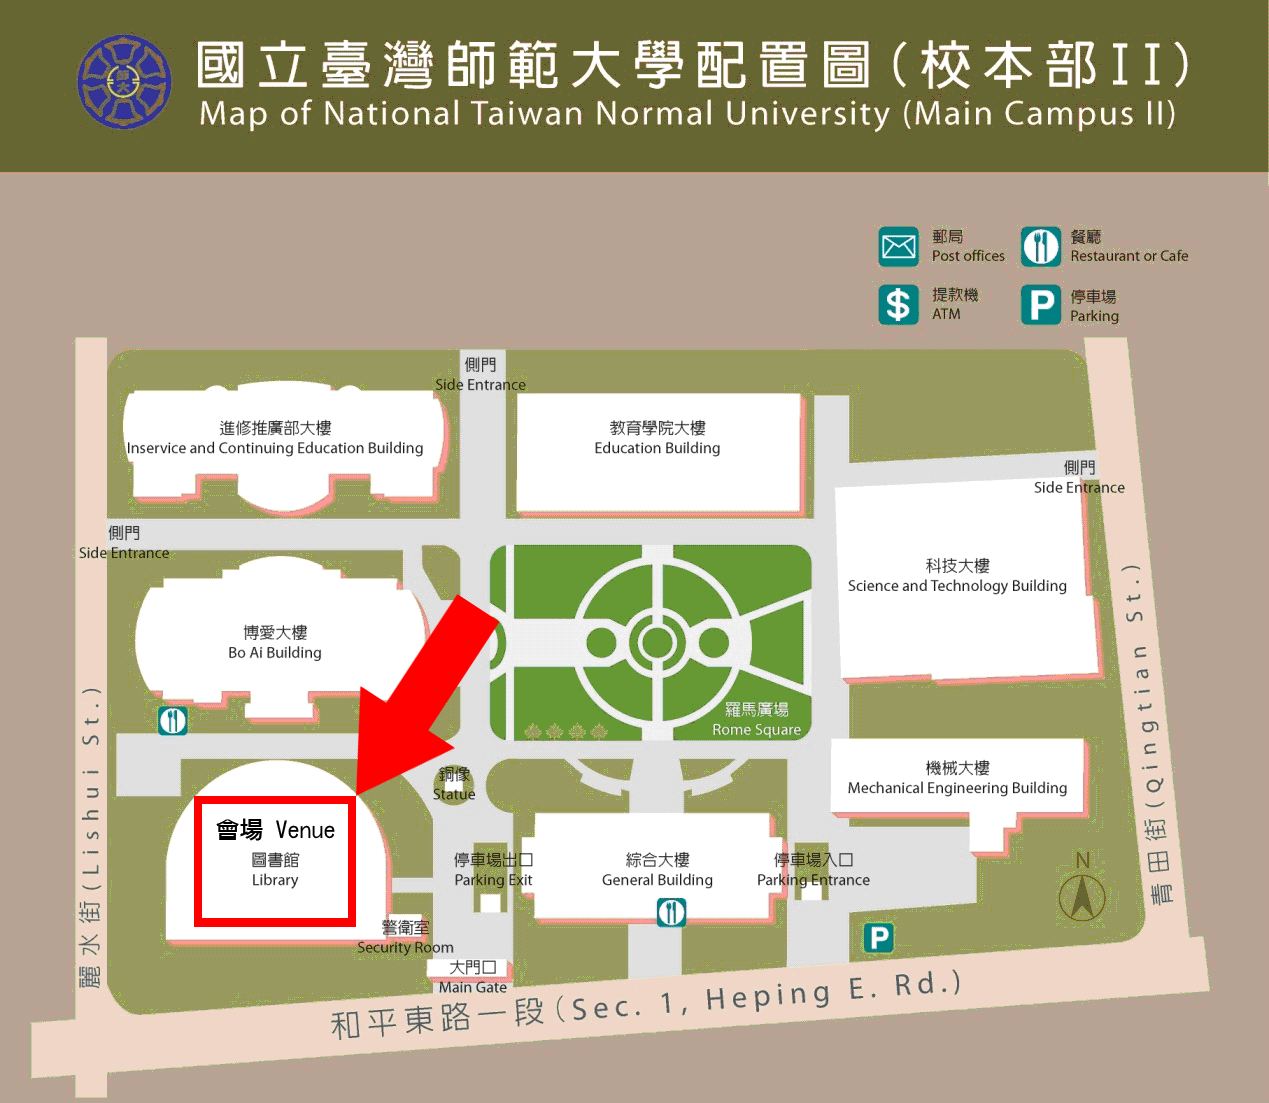 國立臺灣師範大學配置圖(校本部II)
Map of National Taiwan Normal University (Main Campus II)
郵局
Post offices
餐廳
Restaurant or Cafe
提款機
ATM
停車場
Parking
側門
Side Entrance
進修推廣部大樓
Inservice and Continuing Education Building
教育學院大樓
Education Building
側門
Side Entrance
側門
Side Entrance
科技大樓
Science and Technology Building
博愛大樓
Bo Ai Building
羅馬廣場
Rome Square
銅像
Statue
機械大樓
Mechanical Engineering Building
會場 Venue
圖書館
Library
停車場出口
Parking Exit
綜合大樓
General Building
停車場入口
Parking Entrance
N
P
警衛室
Security Room
大門口
Main Gate
麗水街(Lishui St.)
青田街(Qingtian St.)
和平東路一段(Sec. 1, Heping E. Rd.)